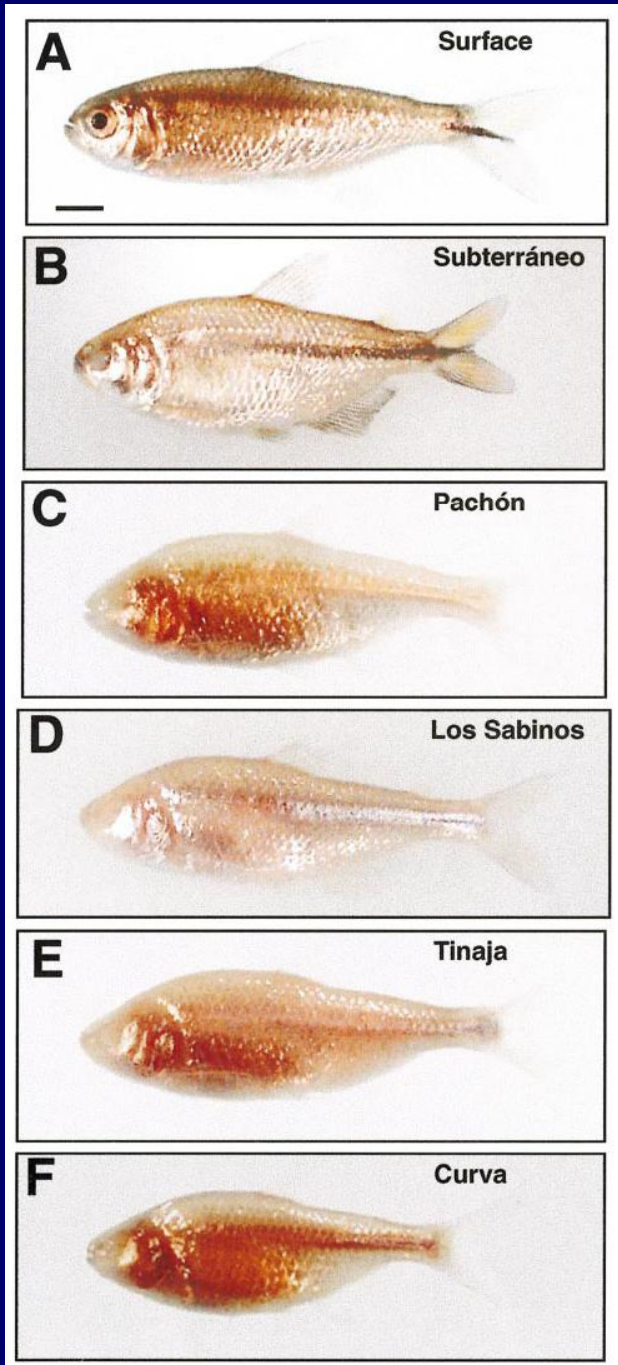 A
Surface
B
Subterráneo
C
Pachón
D
Los Sabinos
E
Tinaja
F
Curva